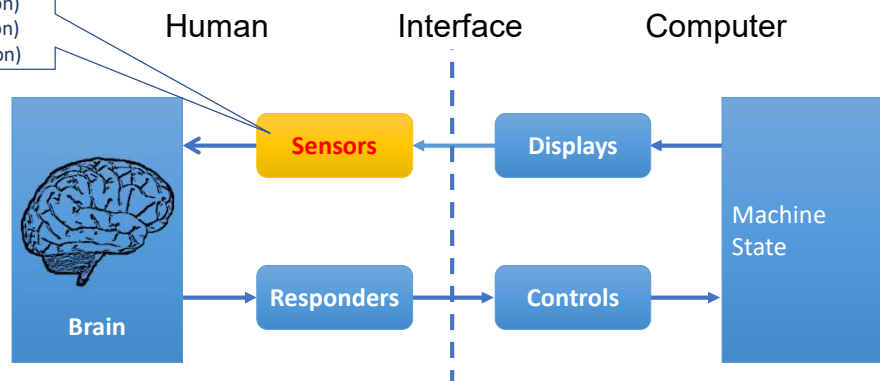 on)
on)
on)
Human Interface Computer
Sensors Displays
Machine
State
Responders Controls
Brain